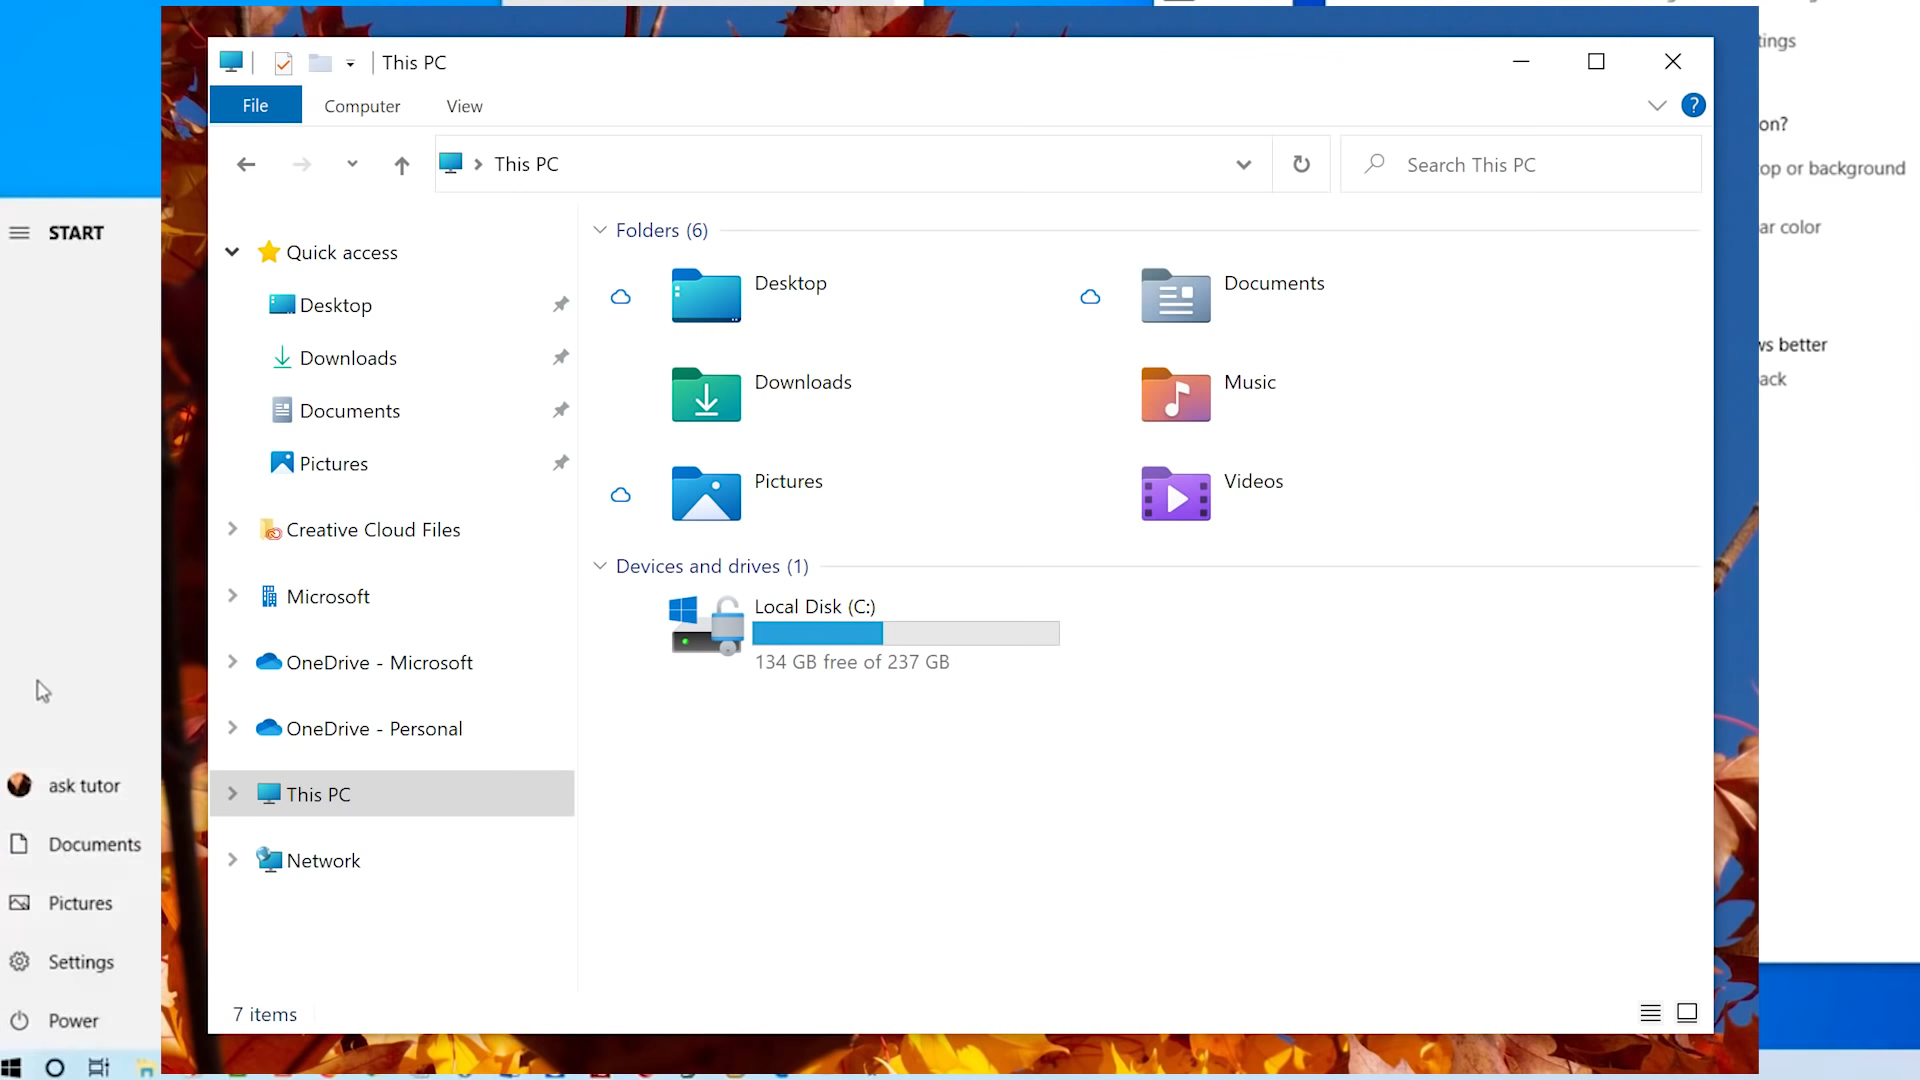 This PC
File
Computer
View
?
This PC
Search This PC
Quick access
Desktop
Downloads
Documents
Pictures
Creative Cloud Files
Microsoft
OneDrive - Microsoft
OneDrive - Personal
This PC
Network
Folders (6)
Desktop
Documents
Downloads
Music
Pictures
Videos
Devices and drives (1)
Local Disk (C:)
134 GB free of 237 GB
7 items
START
ask tutor
Documents
Pictures
Settings
Power
tings
on?
op or background
ar color
s better
ack